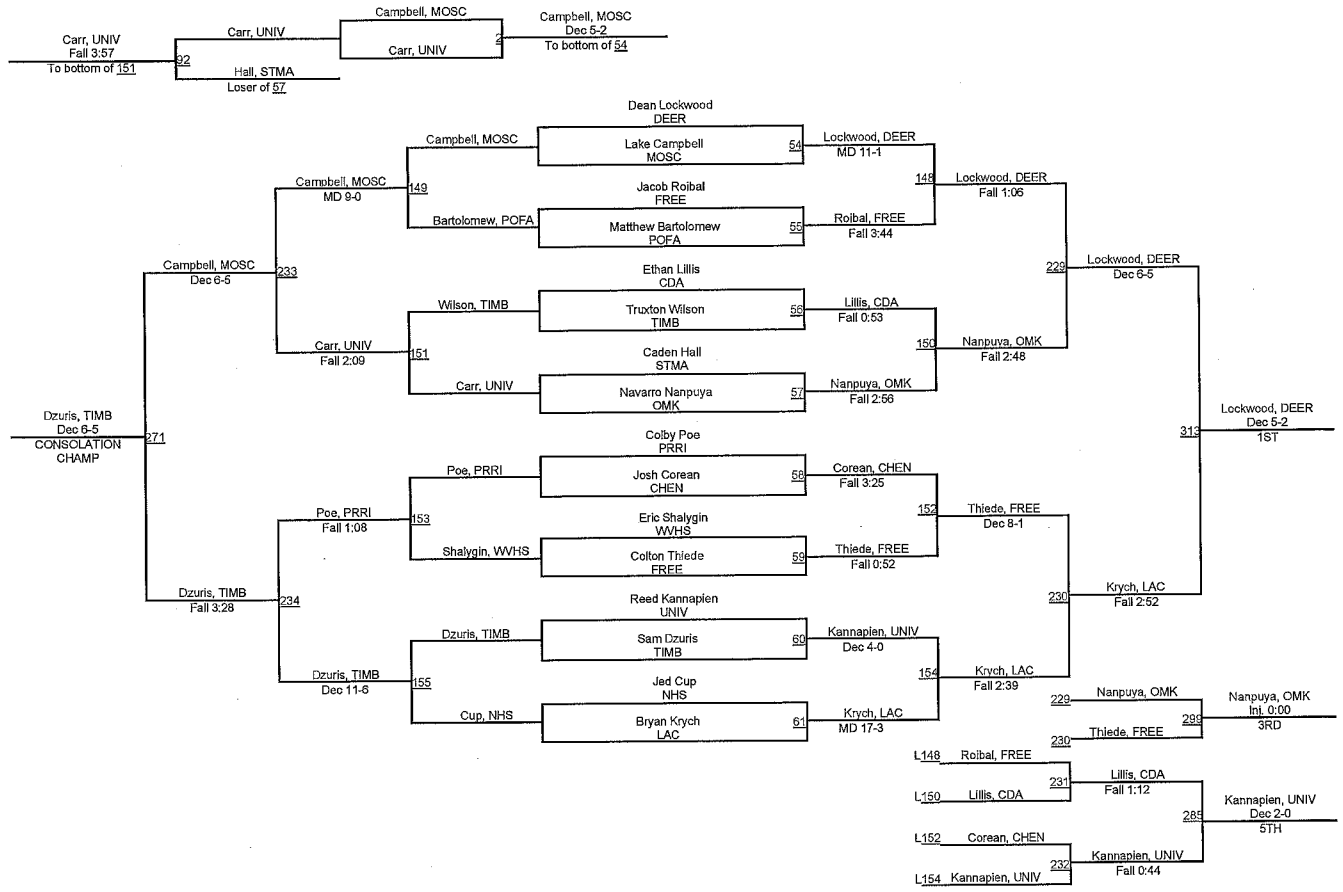 Campbell, MOSC
Carr, UNIV
2
Campbell, MOSC
Dec 5-2
To bottom of 54
Carr, UNIV
Hall, STMA
Loser of 57
92
Carr, UNIV
Fall 3:57
To bottom of 151
Dean Lockwood
DEER
Lake Campbell
MOSC
54
Jacob Roibal
FREE
Matthew Bartolomew
POFA
55
Ethan Lillis
CDA
Truxton Wilson
TIMB
56
Caden Hall
STMA
Navarro Nanpuya
OMK
57
Colby Poe
PRRI
Josh Corean
CHEN
58
Eric Shalygin
WVHS
Colton Thiede
FREE
59
Reed Kannapien
UNIV
Sam Dzuris
TIMB
60
Jed Cup
NHS
Bryan Krych
LAC
61
Lockwood, DEER
MD 11-1
148
Roibal, FREE
Fall 3:44
Lillis, CDA
Fall 0:53
150
Nanpuya, OMK
Fall 2:56
Corean, CHEN
Fall 3:25
152
Thiede, FREE
Fall 0:52
Kannapien, UNIV
Dec 4-0
154
Krych, LAC
MD 17-3
Lockwood, DEER
Fall 1:06
229
Nanpuya, OMK
Fall 2:48
Thiede, FREE
Dec 8-1
230
Krych, LAC
Fall 2:39
Lockwood, DEER
Dec 6-5
313
Krych, LAC
Fall 2:52
Lockwood, DEER
Dec 5-2
1ST
Campbell, MOSC
149
Bartolomew, POFA
Wilson, TIMB
151
Carr, UNIV
Poe, PRRI
153
Shalygin, WVHS
Dzuris, TIMB
155
Cup, NHS
Campbell, MOSC
MD 9-0
233
Carr, UNIV
Fall 2:09
Poe, PRRI
Fall 1:08
234
Dzuris, TIMB
Dec 11-6
Campbell, MOSC
Dec 6-5
271
Dzuris, TIMB
Fall 3:28
Dzuris, TIMB
Dec 6-5
CONSOLATION
CHAMP
229 Nanpuya, OMK
299
230 Thiede, FREE
Nanpuya, OMK
Inj. 0:00
3RD
L148 Roibal, FREE
231
L150 Lillis, CDA
Lillis, CDA
Fall 1:12
285
L152 Corean, CHEN
232
L154 Kannapien, UNIV
Kannapien, UNIV
Fall 0:44
Kannapien, UNIV
Dec 2-0
5TH